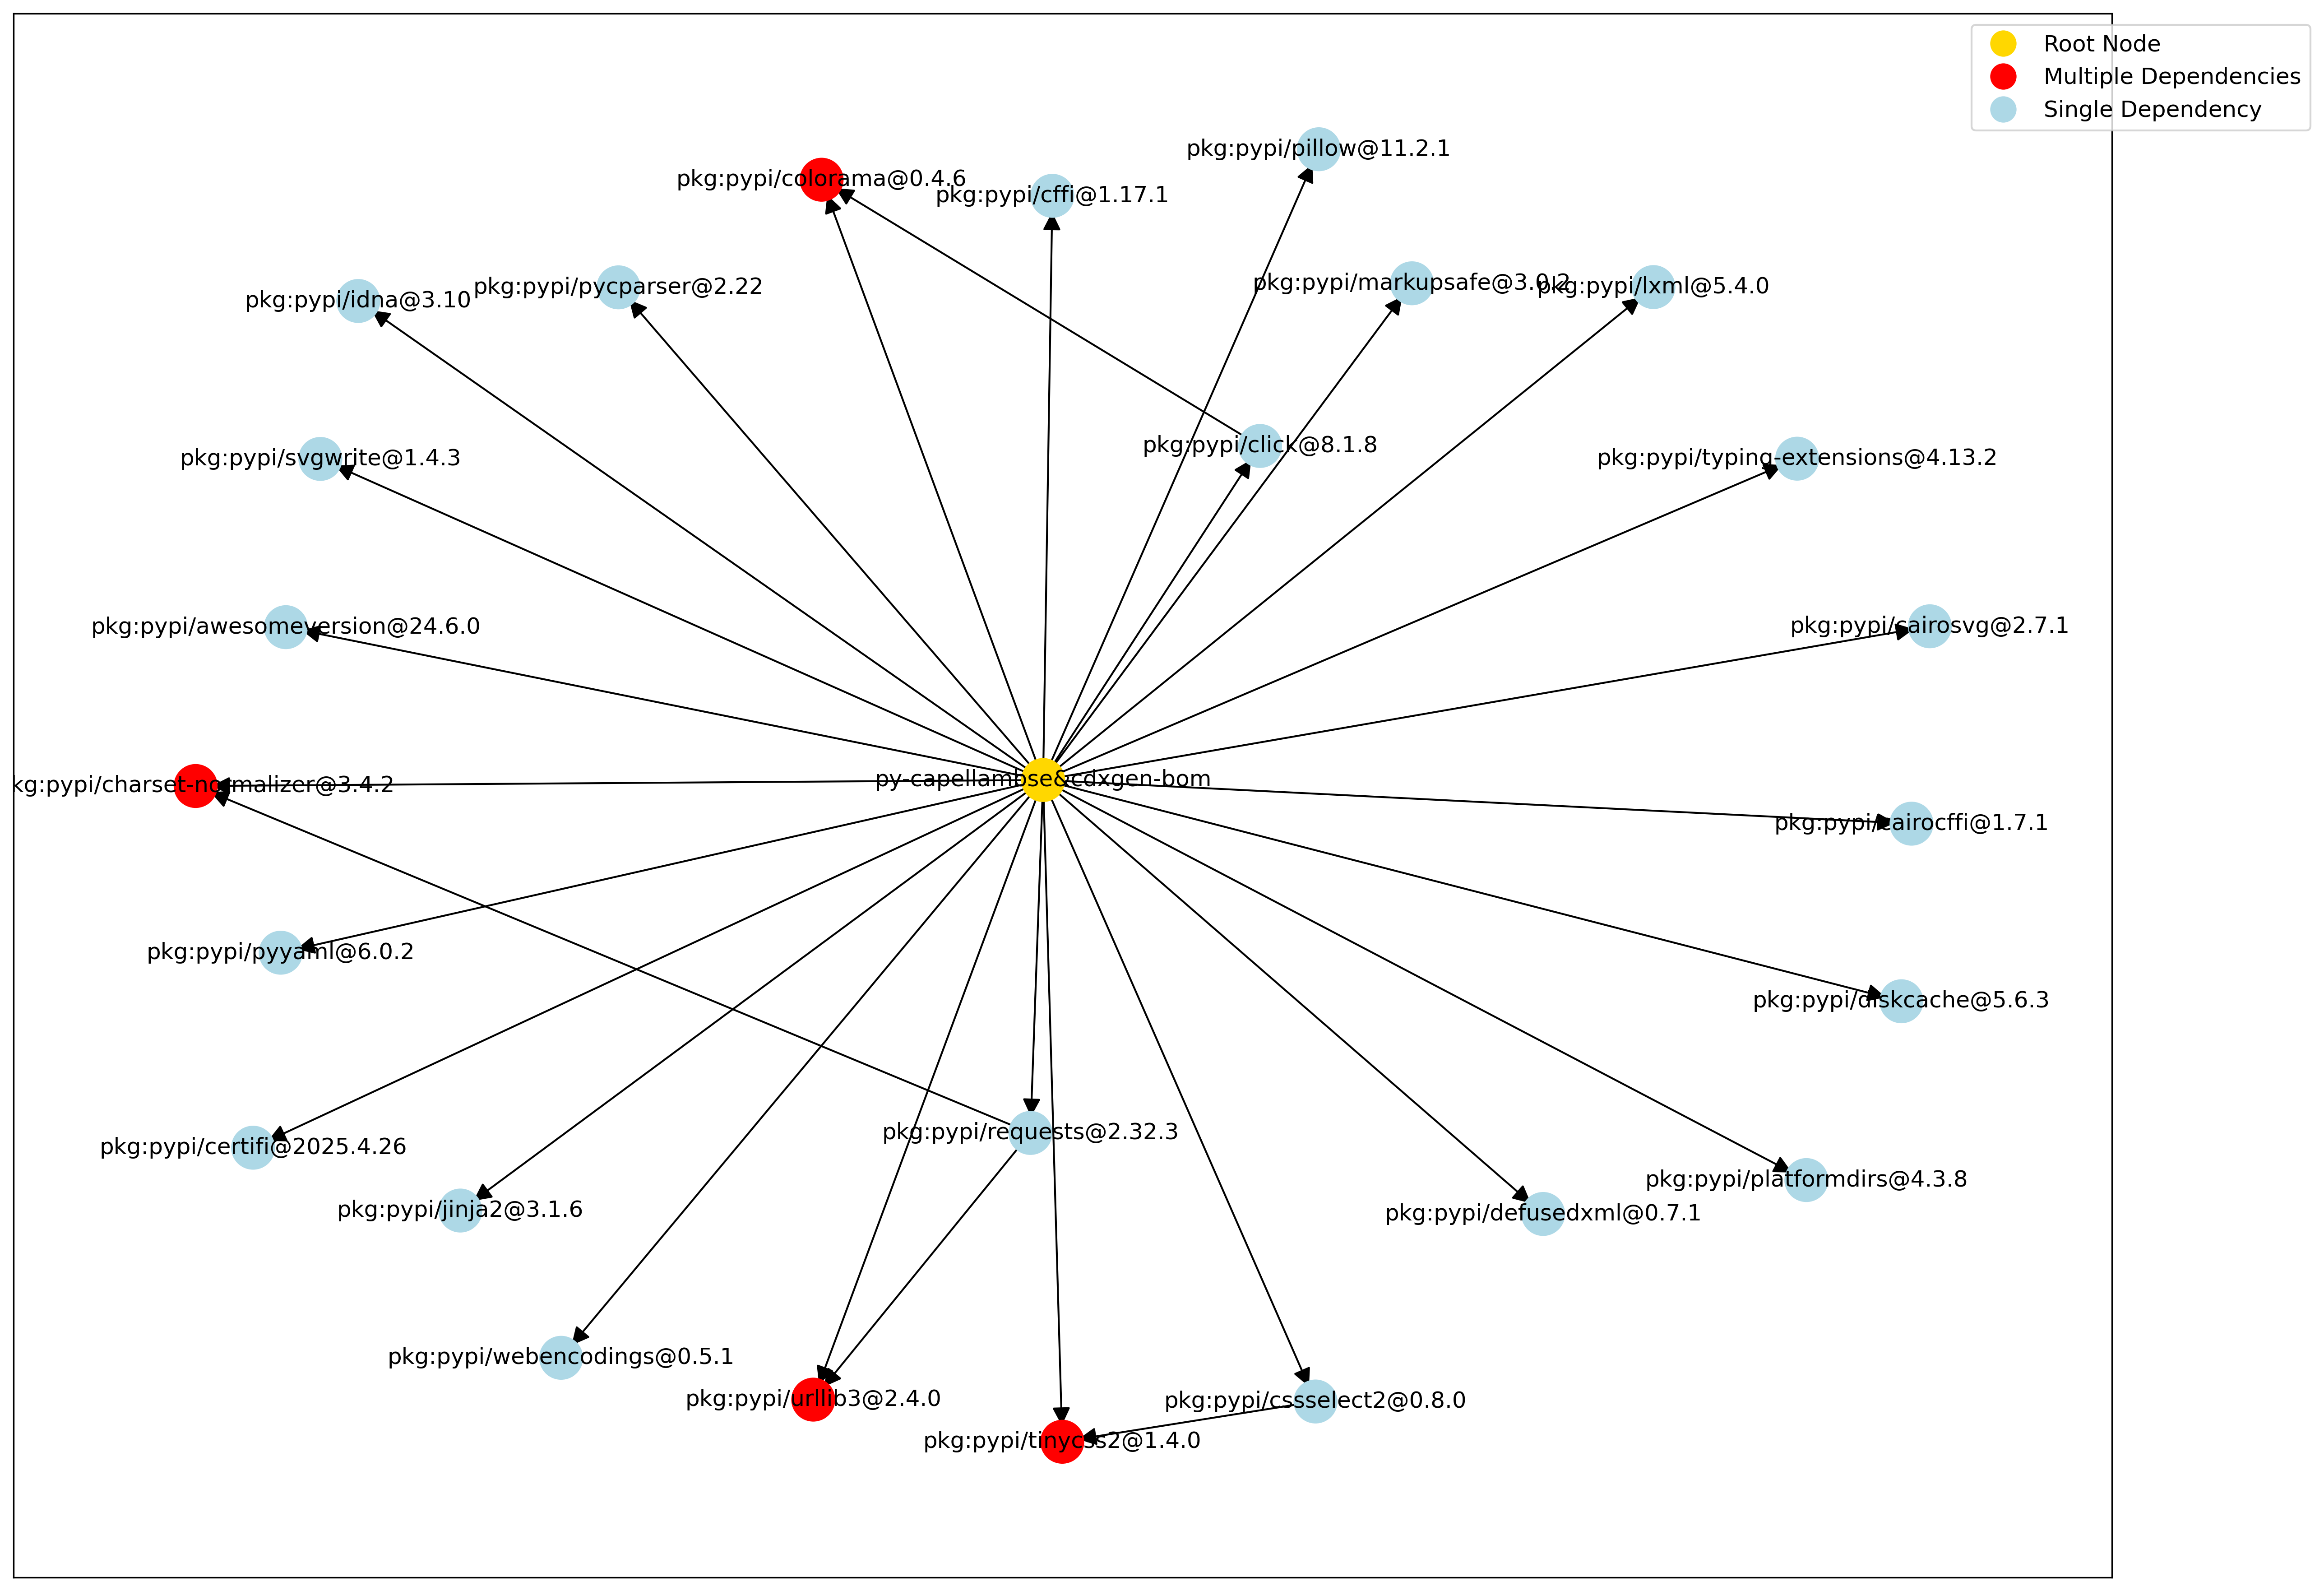 Root Node
Multiple Dependencies
Single Dependency
pkg:pypi/pillow@11.2.1
pkg:pypi/colorama@0.4.6
pkg:pypi/cffi@1.17.1
pkg:pypi/markupsafe@3.0.2
pkg:pypi/lxml@5.4.0
pkg:pypi/pycparser@2.22
pkg:pypi/idna@3.10
pkg:pypi/click@8.1.8
pkg:pypi/svgwrite@1.4.3
pkg:pypi/typing-extensions@4.13.2
pkg:pypi/awesomeversion@24.6.0
pkg:pypi/cairosvg@2.7.1
py-capellambse&cdxgen-bom
kg:pypi/charset-normalizer@3.4.2
pkg:pypi/cairocffi@1.7.1
pkg:pypi/pyyaml@6.0.2
pkg:pypi/diskcache@5.6.3
pkg:pypi/requests@2.32.3
pkg:pypi/certifi@2025.4.26
pkg:pypi/platformdirs@4.3.8
pkg:pypi/jinja2@3.1.6
pkg:pypi/defusedxml@0.7.1
pkg:pypi/webencodings@0.5.1
pkg:pypi/urllib3@2.4.0
pkg:pypi/cssselect2@0.8.0
pkg:pypi/tinycss2@1.4.0